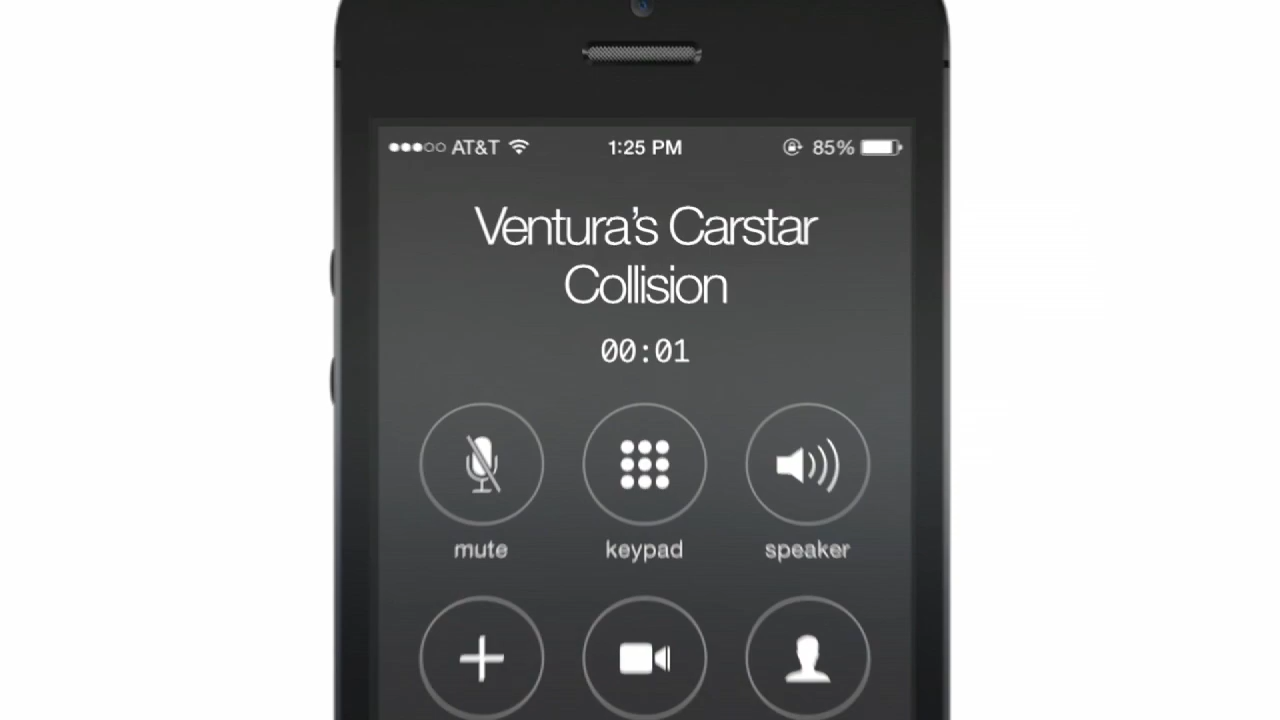 AT&T 1:25 PM 85%
Ventura's Carstar
Collision
00:01
mute keypad speaker